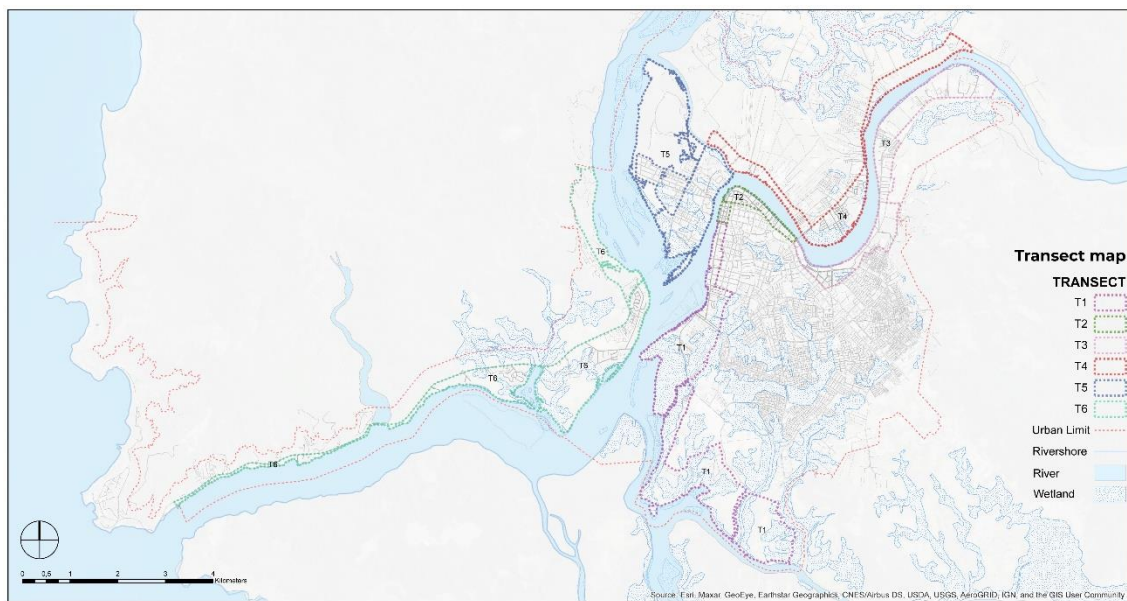 T5
T3
T2
T4
T6
T1
T6
T6
T6
T1
T1
Transect map
TRANSECT
T1
T2
T3
T4
T5
T6
Urban Limit
Rivershore
River
Wetland
0 0,5 1 2 3 4
Kilometers
Source: Esri, Maxar, GeoEye, Earthstar Geographics, CNES/Airbus DS, USDA, USGS, AeroGRID, IGN, and the GIS User Community